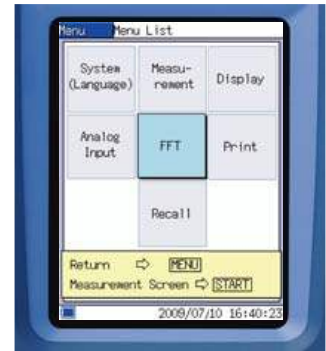 Menu Menu List
System Measu- Display
(Language) rement
Analog FFT Print
Input
Recall
Return ⇨ MENU
Measurement Screen ⇨ START
2009/07/10 16:40:23